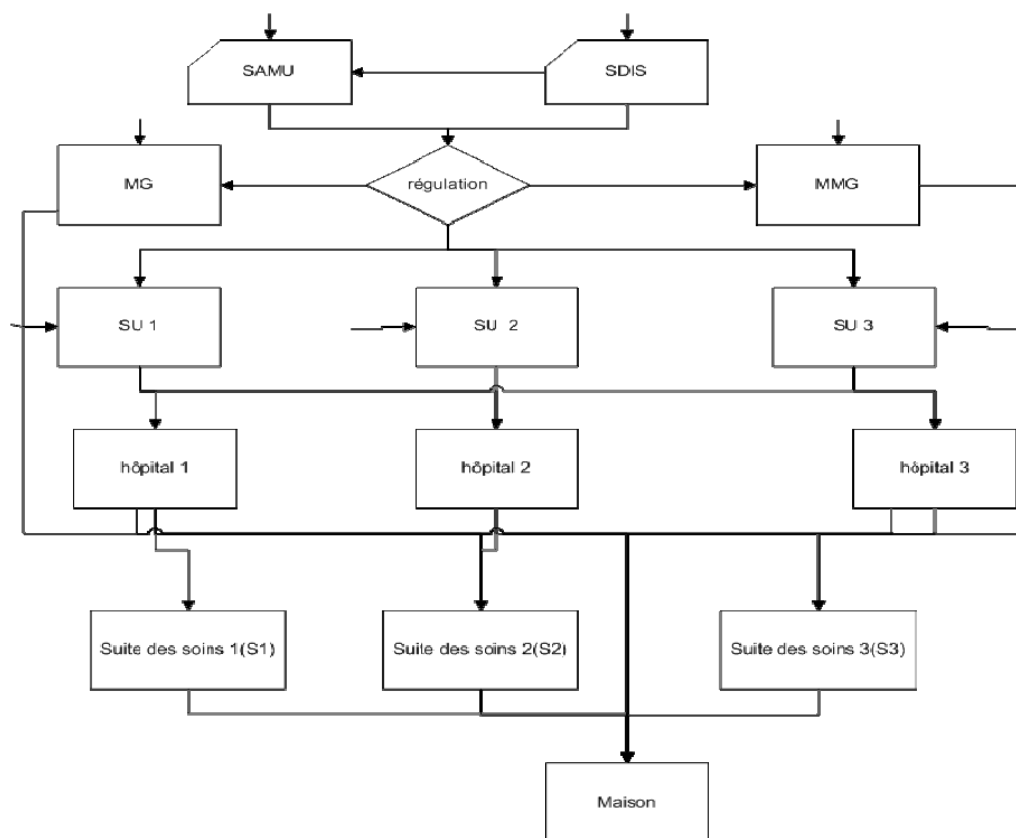 SAMU
SDIS
MG
régulation
MMG
SU 1
SU 2
SU 3
hôpital 1
hôpital 2
hôpital 3
Suite des soins 1(S1)
Suite des soins 2(S2)
Suite des soins 3(S3)
Maison